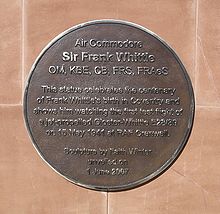 Air Commodore
Sir Frank Whittle
OM, KBE, CB, FRS, FRAeS
This statue celebrates the centenary
of Frank Whittle's birth in Coventry and
shows him watching the first test flight of
a jet-propelled Gloster-Whittle E28/39
on 15 May 1941 at RAF Cranwell.
Sculpture by Faith Winter
unveiled on
1 June 2007